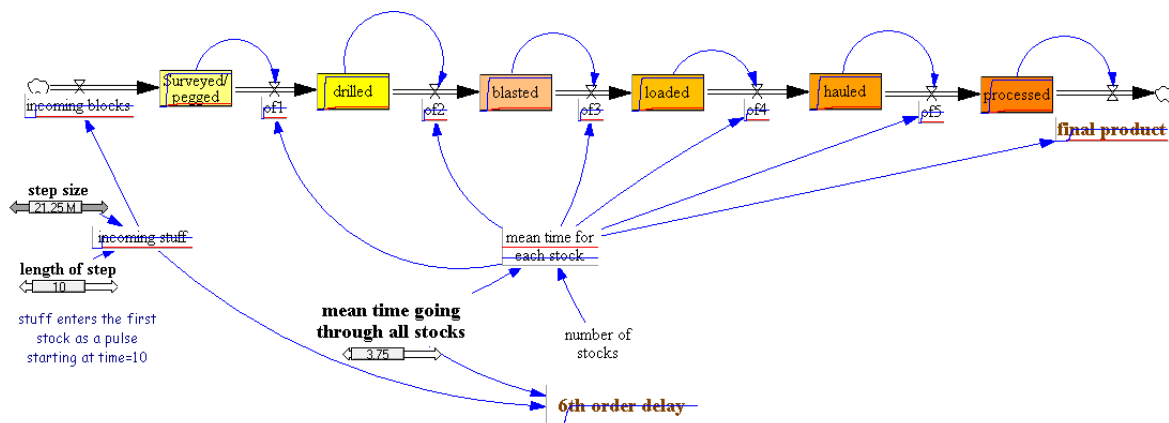 Surveyed/
pegged
drilled
blasted
loaded
hauled
processed
incoming blocks
of1
of2
of3
of4
of5
final product
step size
21.25 M
incoming stuff
mean time for
each stock
length of step
10
mean time going
through all stocks
3.75
number of
stocks
stuff enters the first
stock as a pulse
starting at time=10
6th order delay